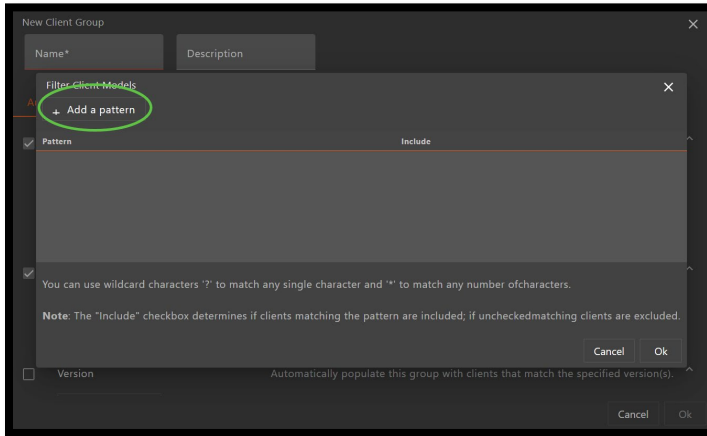 New Client Group
Name*
Description
Filter Client Models
A
+ Add a pattern
Pattern
Include
You can use wildcard characters '?' to match any single character and '*' to match any number ofcharacters.
Note: The "Include" checkbox determines if clients matching the pattern are included; if uncheckedmatching clients are excluded.
Cancel
Ok
Version
Automatically populate this group with clients that match the specified version(s).
Cancel
Ok